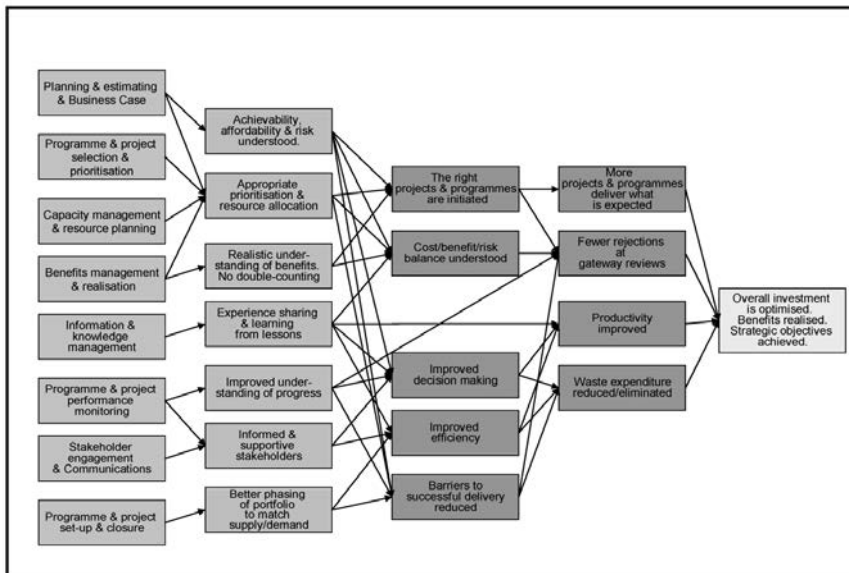 Planning & estimating
& Business Case
Programme & project
selection &
prioritisation
Capacity management
& resource planning
Benefits management
& realisation
Information &
knowledge management
Programme & project
performance
monitoring
Stakeholder
engagement
& Communications
Programme & project
set-up & closure
Achievability,
affordability & risk
understood.
Appropriate
prioritisation &
resource allocation
Realistic under-
standing of benefits.
No double-counting
Experience sharing
& learning
from lessons
Improved under-
standing of progress
Informed &
supportive
stakeholders
Better phasing
of portfolio
to match
supply/demand
The right
projects & programmes
are initiated
Cost/benefit/risk
balance understood
Improved
decision making
Improved
efficiency
Barriers to
successful delivery
reduced
More
projects & programmes
deliver what
is expected
Fewer rejections
at
gateway reviews
Productivity
improved
Waste expenditure
reduced/eliminated
Overall investment
is optimised.
Benefits realised.
Strategic objectives
achieved.